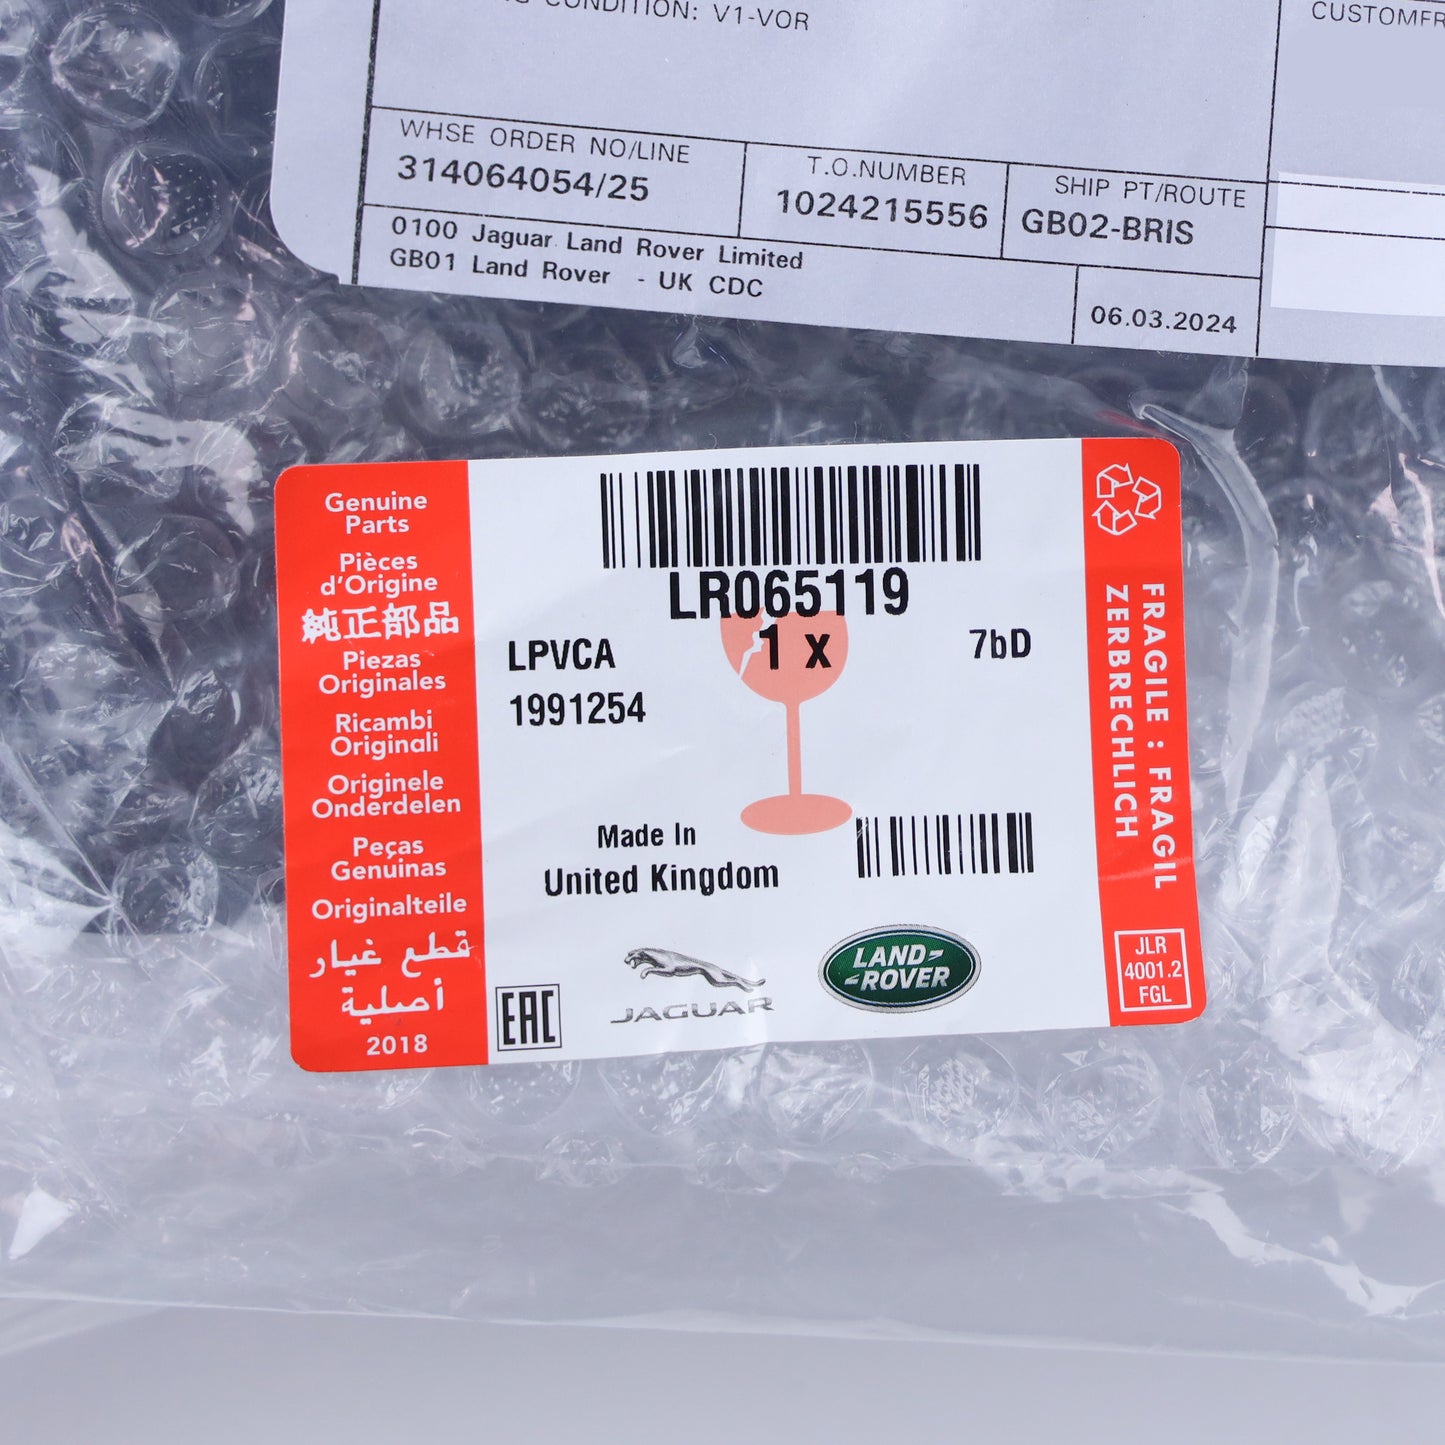 CONDITION: V1-VOR
CUSTOMER
WHSE ORDER NO/LINE
314064054/25
T.O.NUMBER
1024215556
SHIP PT/ROUTE
GB02-BRIS
0100 Jaguar Land Rover Limited
GB01 Land Rover - UK CDC
06.03.2024
Genuine
Parts
Pièces
d'Origine
純正部品
Piezas
Originales
Ricambi
Originali
Originele
Onderdelen
Peças
Genuinas
Originalteile
قطع غيار
أصلية
2018
LR065119
1 x
LPVCA
7bD
1991254
Made In
United Kingdom
EAC
JAGUAR
LAND-
-ROVER
FRAGILE : FRAGIL
ZERBRECHLICH
JLR
4001.2
FGL